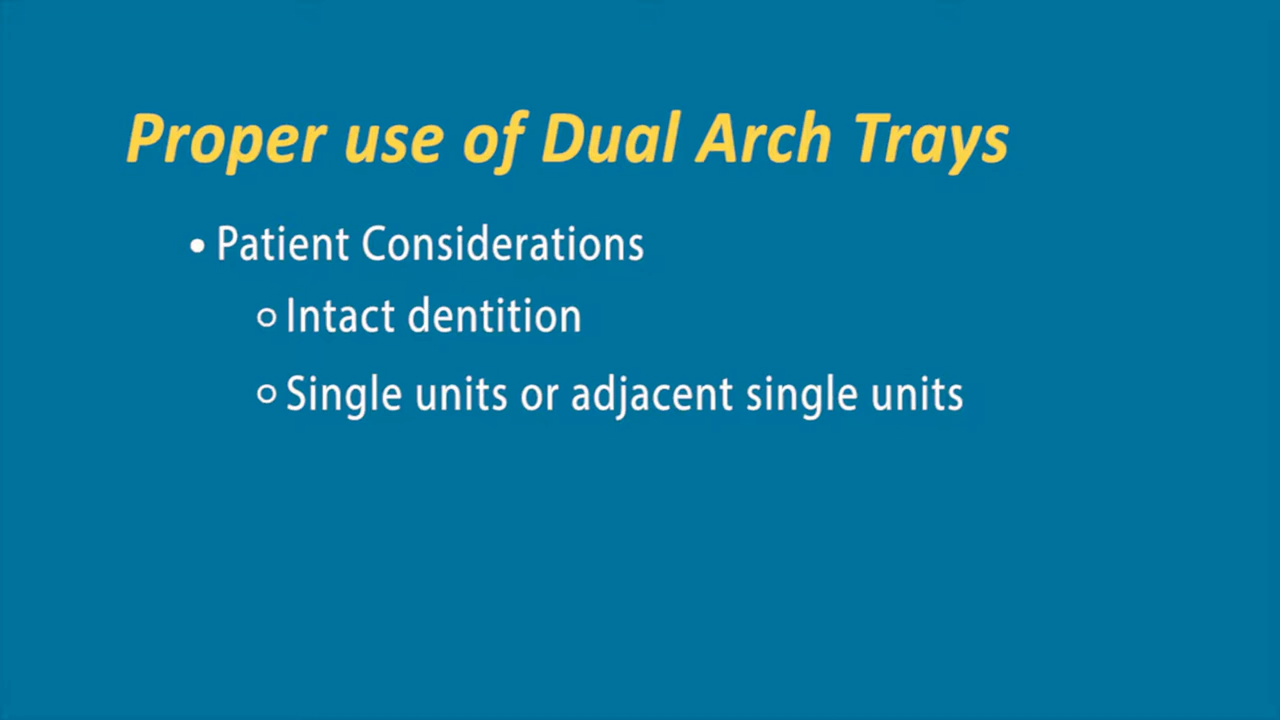 Proper use of Dual Arch Trays
• Patient Considerations
○ Intact dentition
○ Single units or adjacent single units